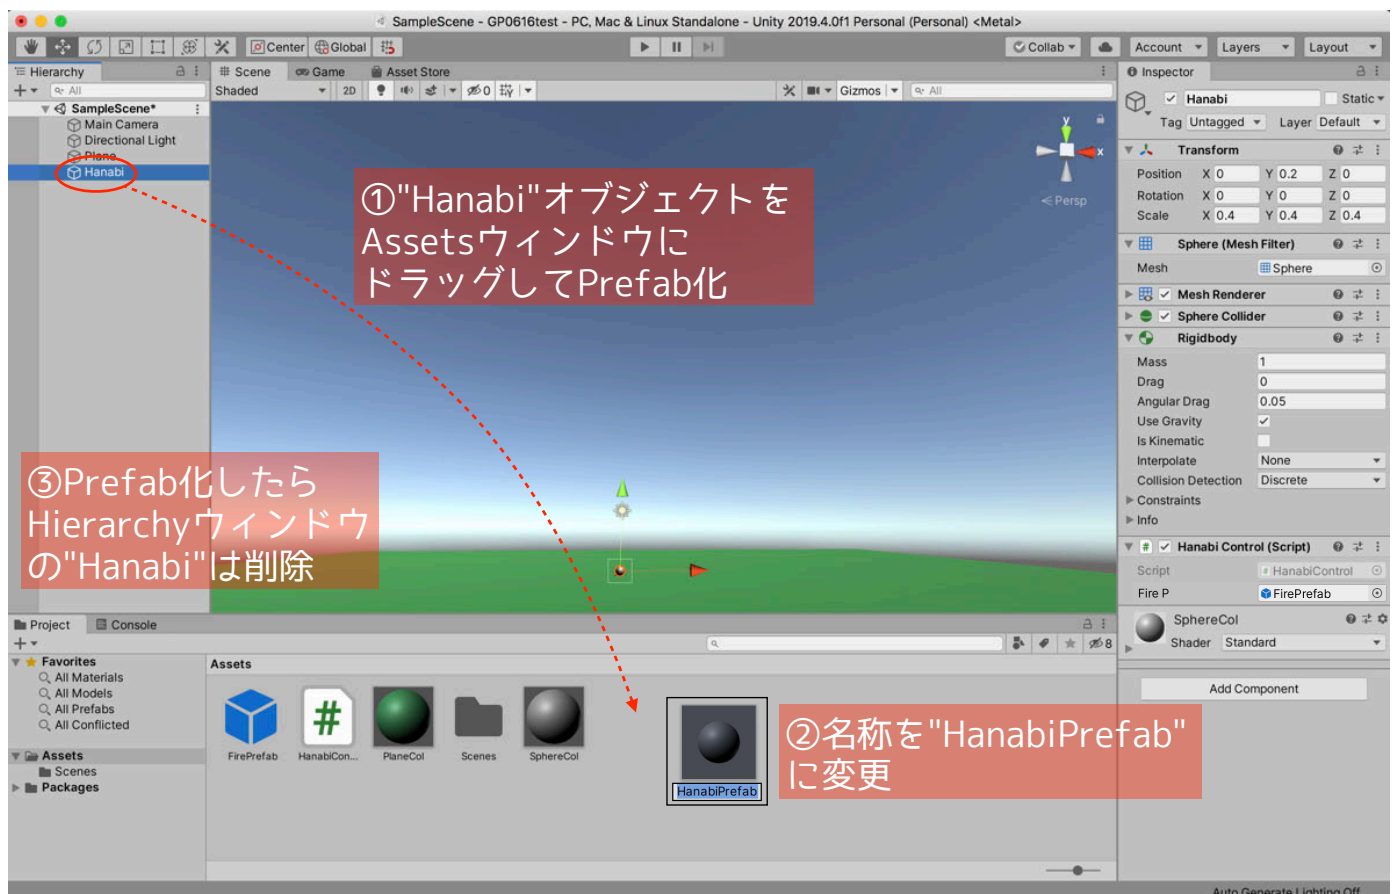 SampleScene - GP0616test - PC, Mac & Linux Standalone - Unity 2019.4.0f1 Personal (Personal) <Metal>
Center Global
Collab Account Layers Layout
Hierarchy
All
SampleScene*
Main Camera
Directional Light
Plane
Hanabi
Scene Game Asset Store
Shaded 2D 0 Gizmos All
y
x
Persp
①"Hanabi"オブジェクトを
Assetsウィンドウに
ドラッグしてPrefab化
③Prefab化したら
Hierarchyウィンドウ
の"Hanabi"は削除
Inspector
Hanabi Static
Tag Untagged Layer Default
Transform
Position X 0 Y 0.2 Z 0
Rotation X 0 Y 0 Z 0
Scale X 0.4 Y 0.4 Z 0.4
Sphere (Mesh Filter)
Mesh Sphere
Mesh Renderer
Sphere Collider
Rigidbody
Mass 1
Drag 0
Angular Drag 0.05
Use Gravity
Is Kinematic
Interpolate None
Collision Detection Discrete
Constraints
Info
Hanabi Control (Script)
Script HanabiControl
Fire P FirePrefab
SphereCol
Shader Standard
Add Component
Project Console
8
Favorites
All Materials
All Models
All Prefabs
All Conflicted
Assets
Scenes
Packages
Assets
FirePrefab HanabiCon... PlaneCol Scenes SphereCol
HanabiPrefab
②名称を"HanabiPrefab"
に変更
Auto Generate Lighting Off